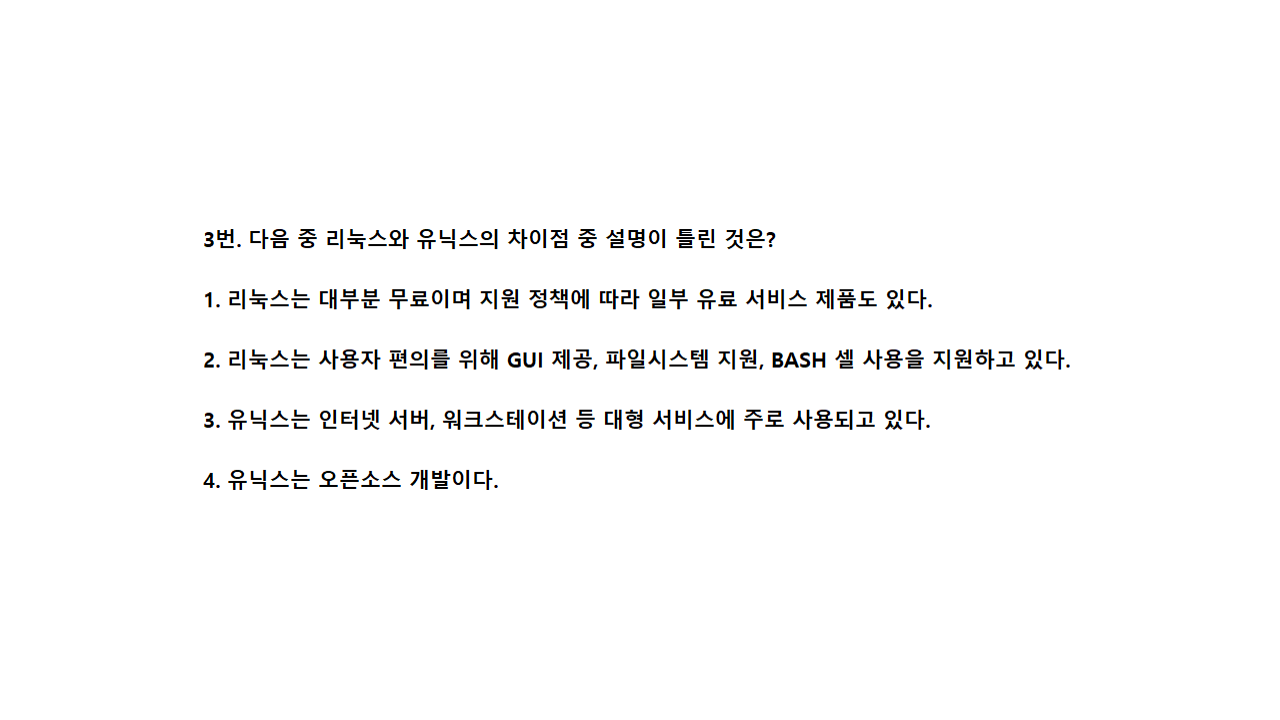 3번. 다음 중 리눅스와 유닉스의 차이점 중 설명이 틀린 것은?
1. 리눅스는 대부분 무료이며 지원 정책에 따라 일부 유료 서비스 제품도 있다.
2. 리눅스는 사용자 편의를 위해 GUI 제공, 파일시스템 지원, BASH 셸 사용을 지원하고 있다.
3. 유닉스는 인터넷 서버, 워크스테이션 등 대형 서비스에 주로 사용되고 있다.
4. 유닉스는 오픈소스 개발이다.